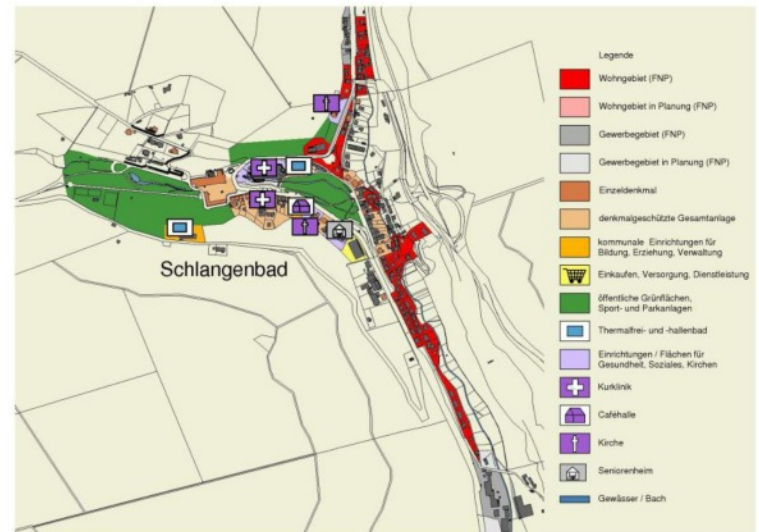 Schlangenbad
Legende
Wohngebiet (FNP)
Wohngebiet in Planung (FNP)
Gewerbegebiet (FNP)
Gewerbegebiet in Planung (FNP)
Einzeldenkmal
denkmalgeschützte Gesamtanlage
kommunale Einrichtungen für
Bildung, Erziehung, Verwaltung
Einkaufen, Versorgung, Dienstleistung
öffentliche Grünflächen,
Sport- und Parkanlagen
Thermalfrei- und -hallenbad
Einrichtungen / Flächen für
Gesundheit, Soziales, Kirchen
Kurklinik
Caféhalle
Kirche
Seniorenheim
Gewässer / Bach